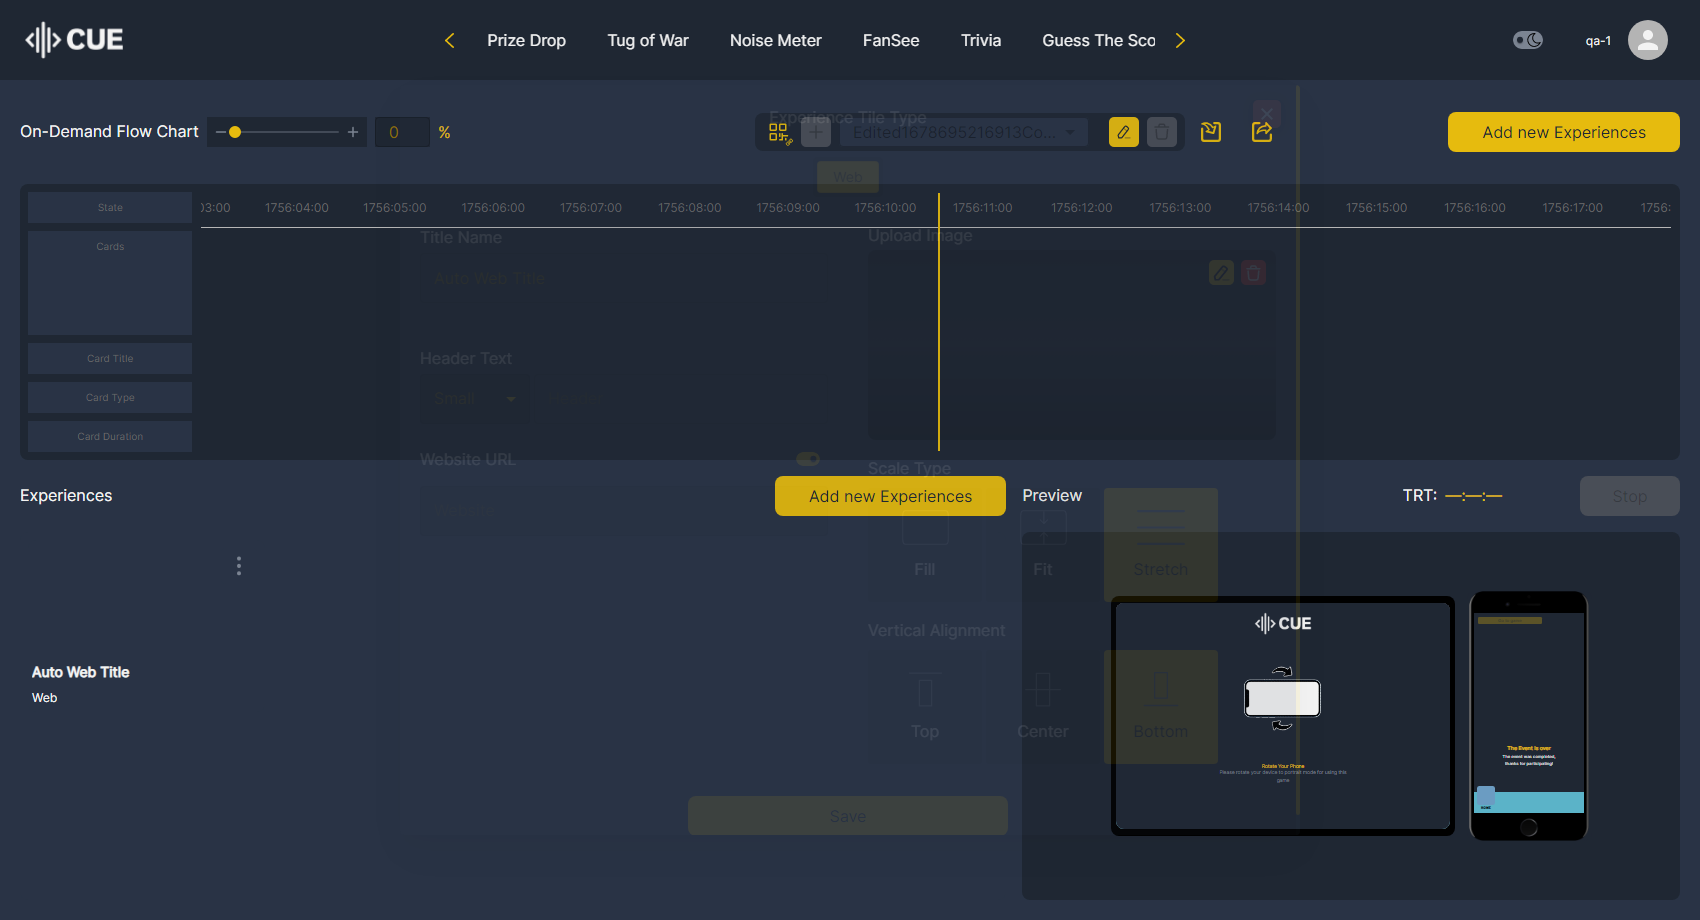 CUE
Prize Drop
Tug of War
Noise Meter
FanSee
Trivia
Guess The Sco
qa-1
On-Demand Flow Chart
0
%
Experience Tile Type
Edited1678695216913Co...
Add new Experiences
Web
State
03:00
1756:04:00
1756:05:00
1756:06:00
1756:07:00
1756:08:00
1756:09:00
1756:10:00
1756:11:00
1756:12:00
1756:13:00
1756:14:00
1756:15:00
1756:16:00
1756:17:00
1756:
Cards
Title Name
Upload Image
Auto Web Title
Card Title
Header Text
Card Type
Small
Card Duration
Website URL
Scale Type
Experiences
Add new Experiences
Preview
TRT: —:—:—
Stop
Fill
Fit
Stretch
CUE
Vertical Alignment
Auto Web Title
Web
Top
Center
Bottom
The Event is over
The event was completed,
thanks for participating!
Rotate Your Phone
Please rotate your device to portrait mode for using this
game
HOME
Save